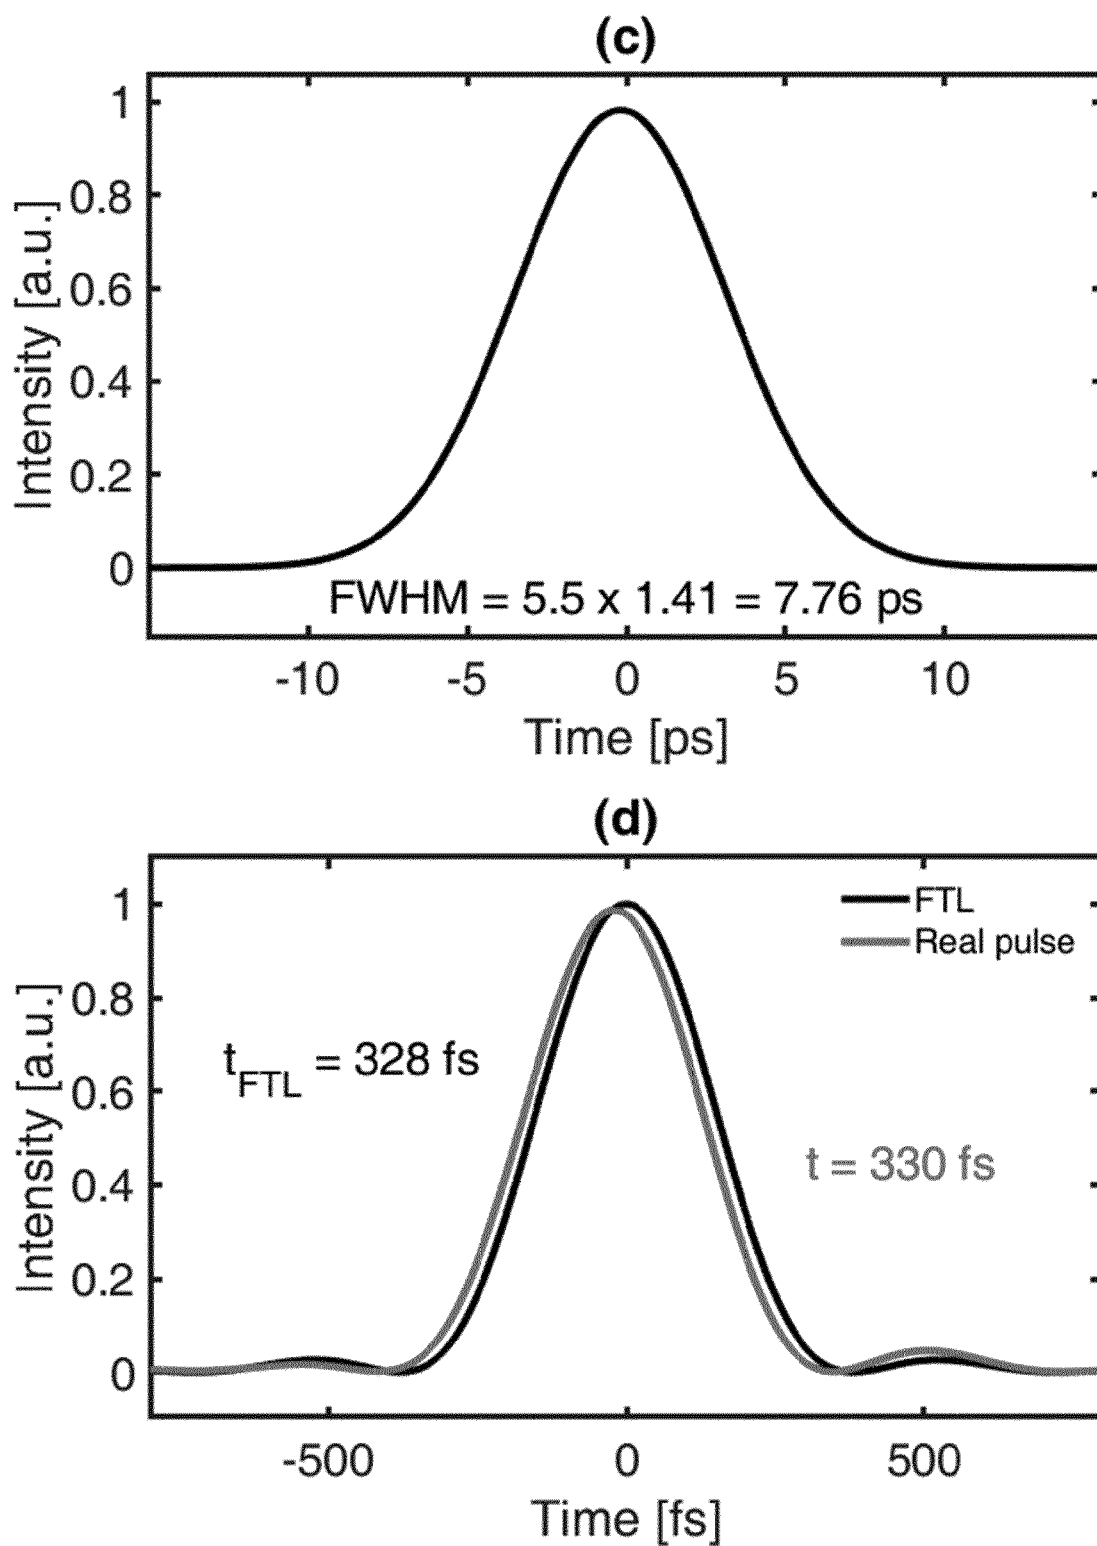 (c)
1
0.8
0.6
0.4
0.2
0
Intensity [a.u.]
FWHM = 5.5 x 1.41 = 7.76 ps
-10 -5 0 5 10
Time [ps]
(d)
1
0.8
0.6
0.4
0.2
0
Intensity [a.u.]
FTL
Real pulse
tFTL = 328 fs
t = 330 fs
-500 0 500
Time [fs]